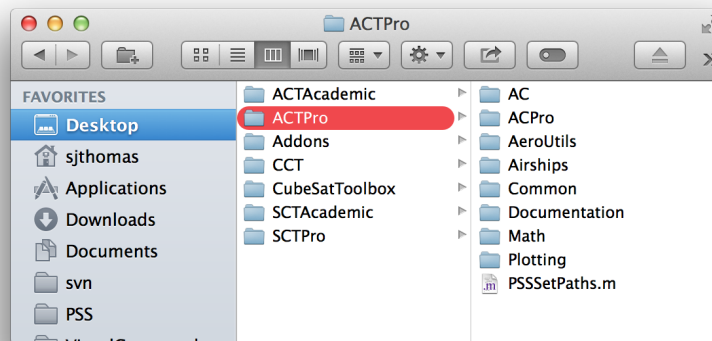 ACTPro
FAVORITES
Desktop
sjthomas
Applications
Downloads
Documents
svn
PSS
ACTAcademic
ACTPro
Addons
CCT
CubeSatToolbox
SCTAcademic
SCTPro
AC
ACPro
AeroUtils
Airships
Common
Documentation
Math
Plotting
.m PSSSetPaths.m